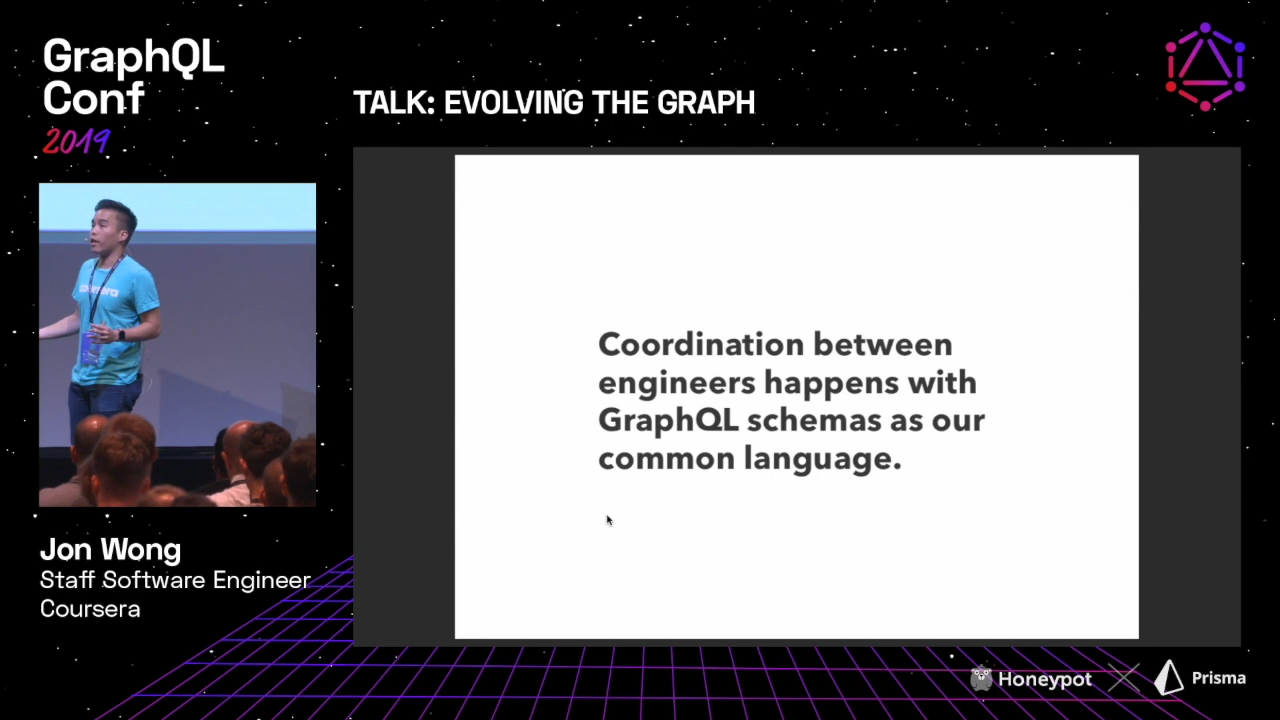 GraphQL
Conf
2019
TALK: EVOLVING THE GRAPH
coursera
Coordination between
engineers happens with
GraphQL schemas as our
common language.
Jon Wong
Staff Software Engineer
Coursera
Honeypot
Prisma